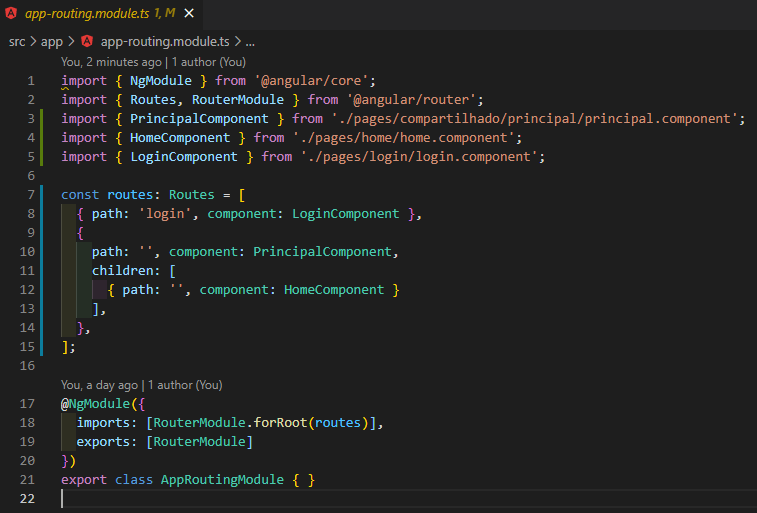 app-routing.module.ts 1, M
src > app > app-routing.module.ts > ...
You, 2 minutes ago | 1 author (You)
1 import { NgModule } from '@angular/core';
2 import { Routes, RouterModule } from '@angular/router';
3 import { PrincipalComponent } from './pages/compartilhado/principal/principal.component';
4 import { HomeComponent } from './pages/home/home.component';
5 import { LoginComponent } from './pages/login/login.component';
6
7 const routes: Routes = [
8   { path: 'login', component: LoginComponent },
9   {
10     path: '', component: PrincipalComponent,
11     children: [
12       { path: '', component: HomeComponent }
13     ],
14   },
15 ];
16
You, a day ago | 1 author (You)
17 @NgModule({
18   imports: [RouterModule.forRoot(routes)],
19   exports: [RouterModule]
20 })
21 export class AppRoutingModule { }
22